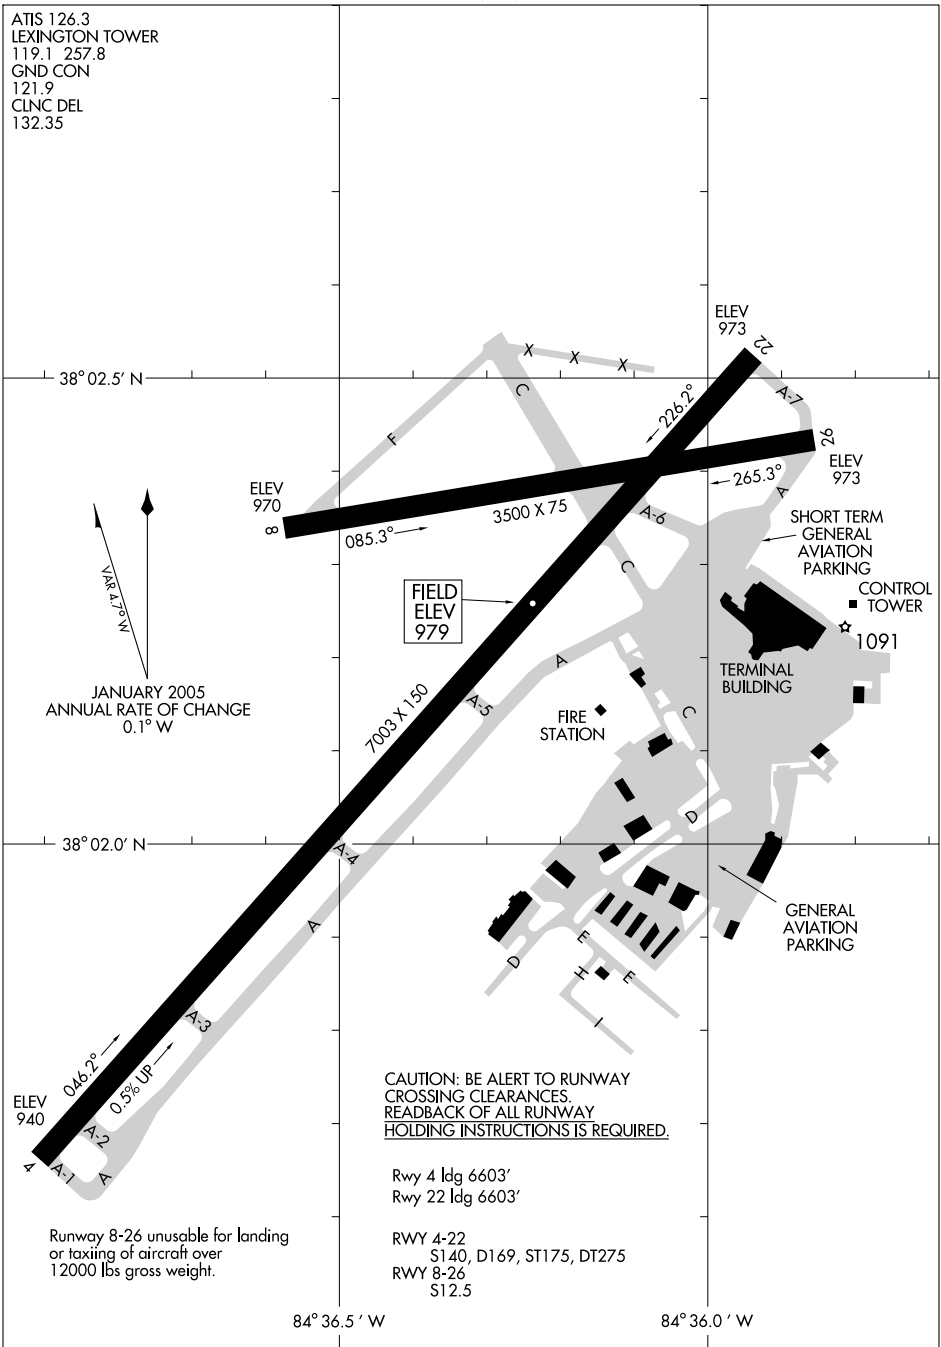 ATIS 126.3
LEXINGTON TOWER
119.1 257.8
GND CON
121.9
CLNC DEL
132.35
ELEV
973
22
X X X
38° 02.5' N
C
A-7
226.2°
F
26
ELEV
973
265.3°
ELEV
970
8
A
3500 X 75
A-6
085.3°
SHORT TERM
GENERAL
AVIATION
PARKING
VAR 4.7° W
C
FIELD
ELEV
979
CONTROL
TOWER
1091
A
TERMINAL
BUILDING
JANUARY 2005
ANNUAL RATE OF CHANGE
0.1° W
7003 X 150
A-5
FIRE
STATION
C
D
38° 02.0' N
A-4
A
GENERAL
AVIATION
PARKING
E
D
H
E
I
A-3
046.2°
0.5% UP
ELEV
940
A-2
4
A-1
A
CAUTION: BE ALERT TO RUNWAY
CROSSING CLEARANCES.
READBACK OF ALL RUNWAY
HOLDING INSTRUCTIONS IS REQUIRED.
Rwy 4 ldg 6603'
Rwy 22 ldg 6603'
Runway 8-26 unusable for landing
or taxiing of aircraft over
12000 lbs gross weight.
RWY 4-22
S140, D169, ST175, DT275
RWY 8-26
S12.5
84° 36.5 ' W
84° 36.0 ' W